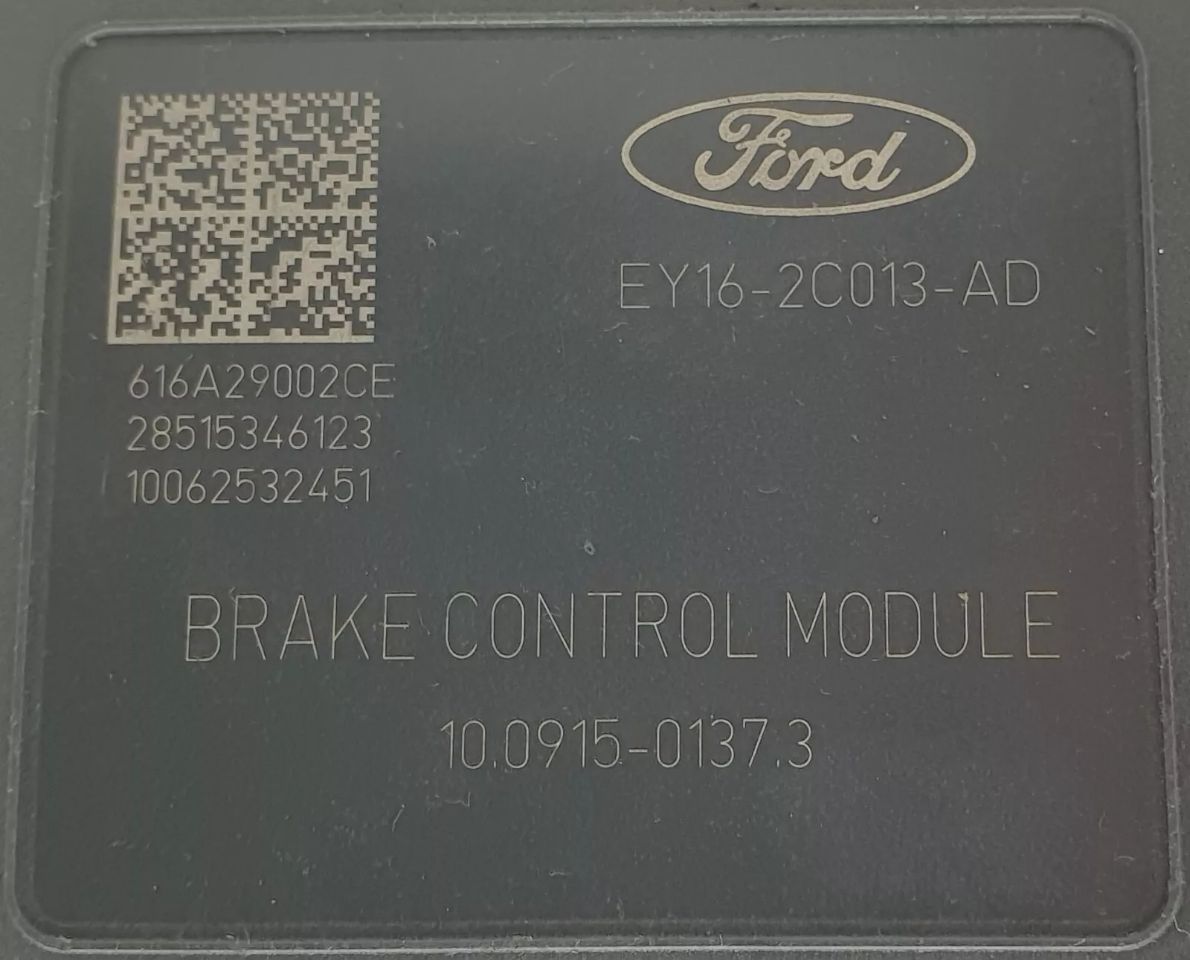 Ford
EY16-2C013-AD
616A29002CE
28515346123
10062532451
BRAKE CONTROL MODULE
10.0915-0137.3